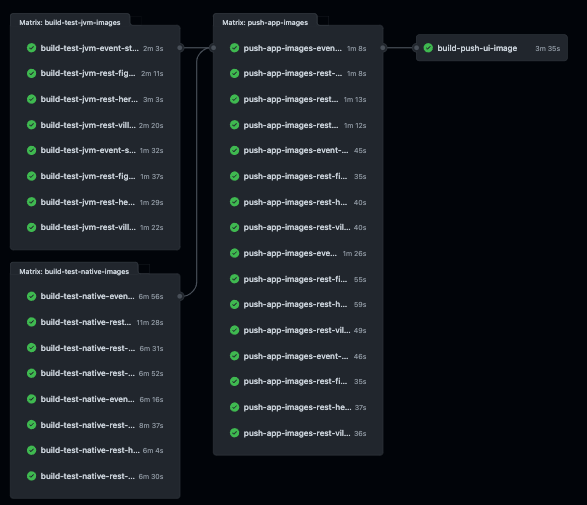 Matrix: build-test-jvm-images
build-test-jvm-event-st... 2m 3s
build-test-jvm-rest-fig... 2m 11s
build-test-jvm-rest-her... 3m 3s
build-test-jvm-rest-vill... 2m 20s
build-test-jvm-event-s... 1m 32s
build-test-jvm-rest-fig... 1m 37s
build-test-jvm-rest-he... 1m 29s
build-test-jvm-rest-vill... 1m 22s
Matrix: build-test-native-images
build-test-native-even... 6m 56s
build-test-native-rest... 11m 28s
build-test-native-rest-... 6m 31s
build-test-native-rest-... 6m 52s
build-test-native-even... 6m 16s
build-test-native-rest-... 8m 37s
build-test-native-rest-h... 6m 4s
build-test-native-rest-... 6m 30s
Matrix: push-app-images
push-app-images-even... 1m 8s
push-app-images-rest-... 1m 8s
push-app-images-rest... 1m 13s
push-app-images-rest... 1m 12s
push-app-images-event-... 45s
push-app-images-rest-fi... 35s
push-app-images-rest-h... 40s
push-app-images-rest-vil... 40s
push-app-images-eve... 1m 26s
push-app-images-rest-fi... 55s
push-app-images-rest-h... 59s
push-app-images-rest-vil... 49s
push-app-images-event-... 46s
push-app-images-rest-fi... 35s
push-app-images-rest-he... 37s
push-app-images-rest-vil... 36s
build-push-ui-image 3m 35s